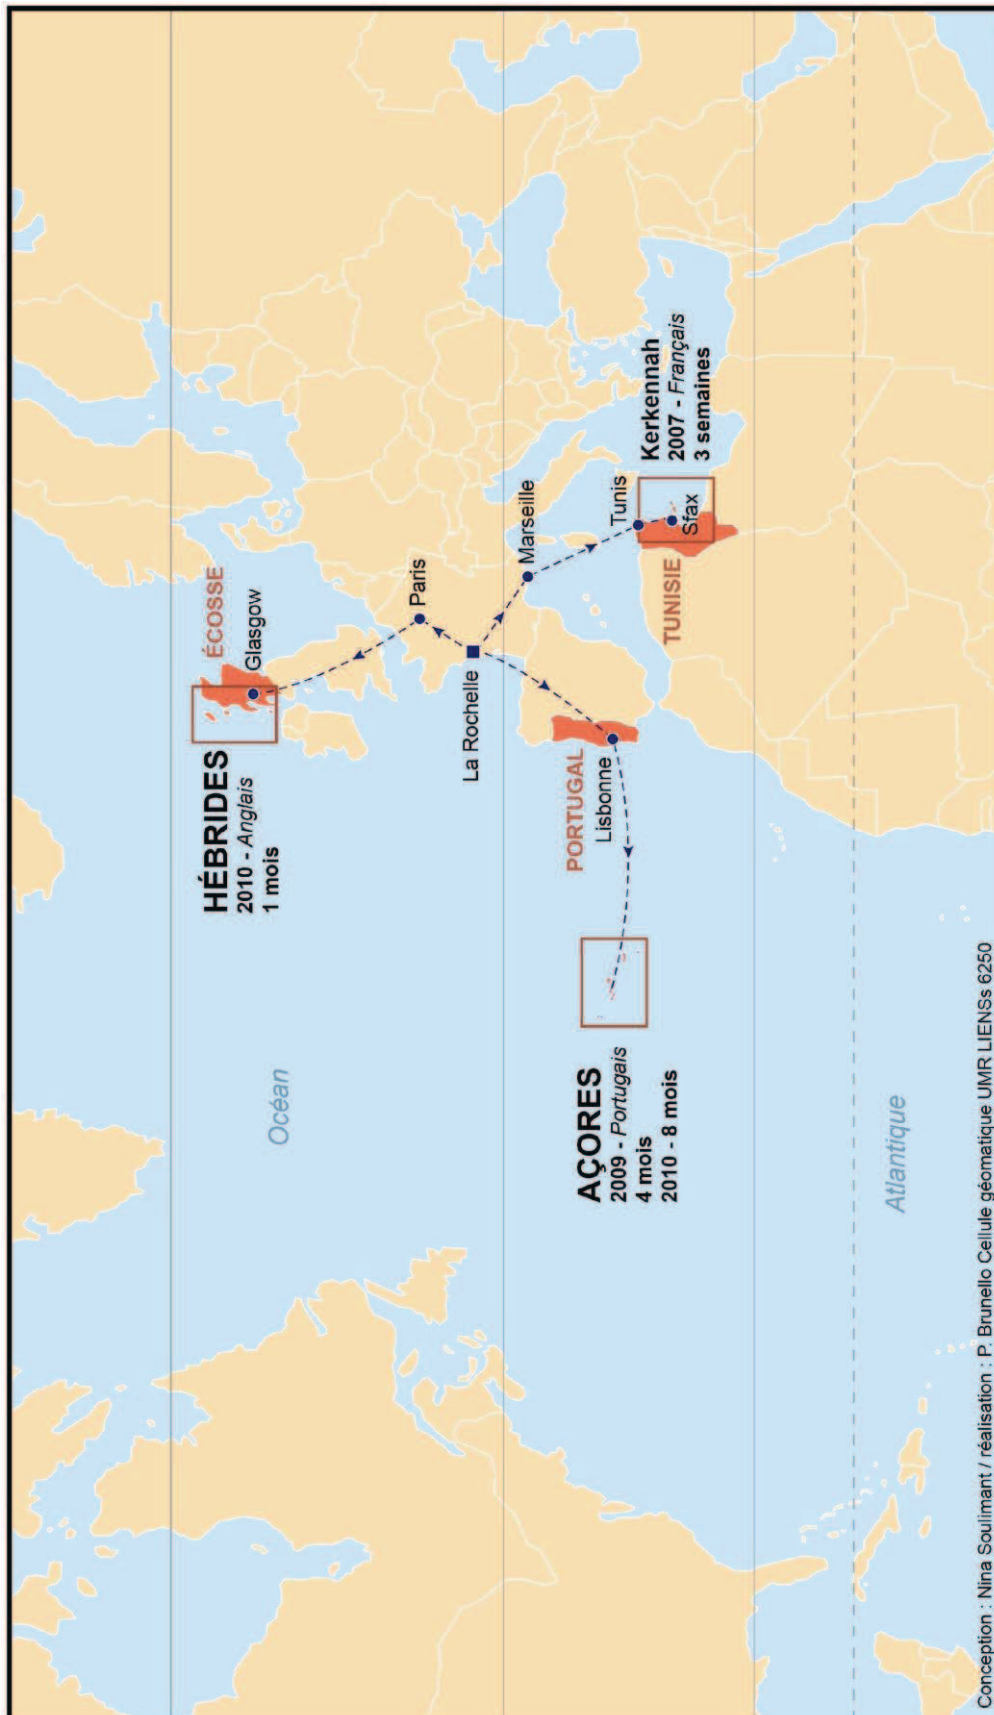 ÉCOSSE
Glasgow
HÉBRIDES
2010 - Anglais
1 mois
Paris
La Rochelle
Marseille
Tunis
Kerkennah
2007 - Français
3 semaines
Sfax
TUNISIE
PORTUGAL
Lisbonne
AÇORES
2009 - Portugais
4 mois
2010 - 8 mois
Océan
Atlantique
Conception : Nina Soulimant / réalisation : P. Brunello Cellule géomatique UMR LIENSs 6250